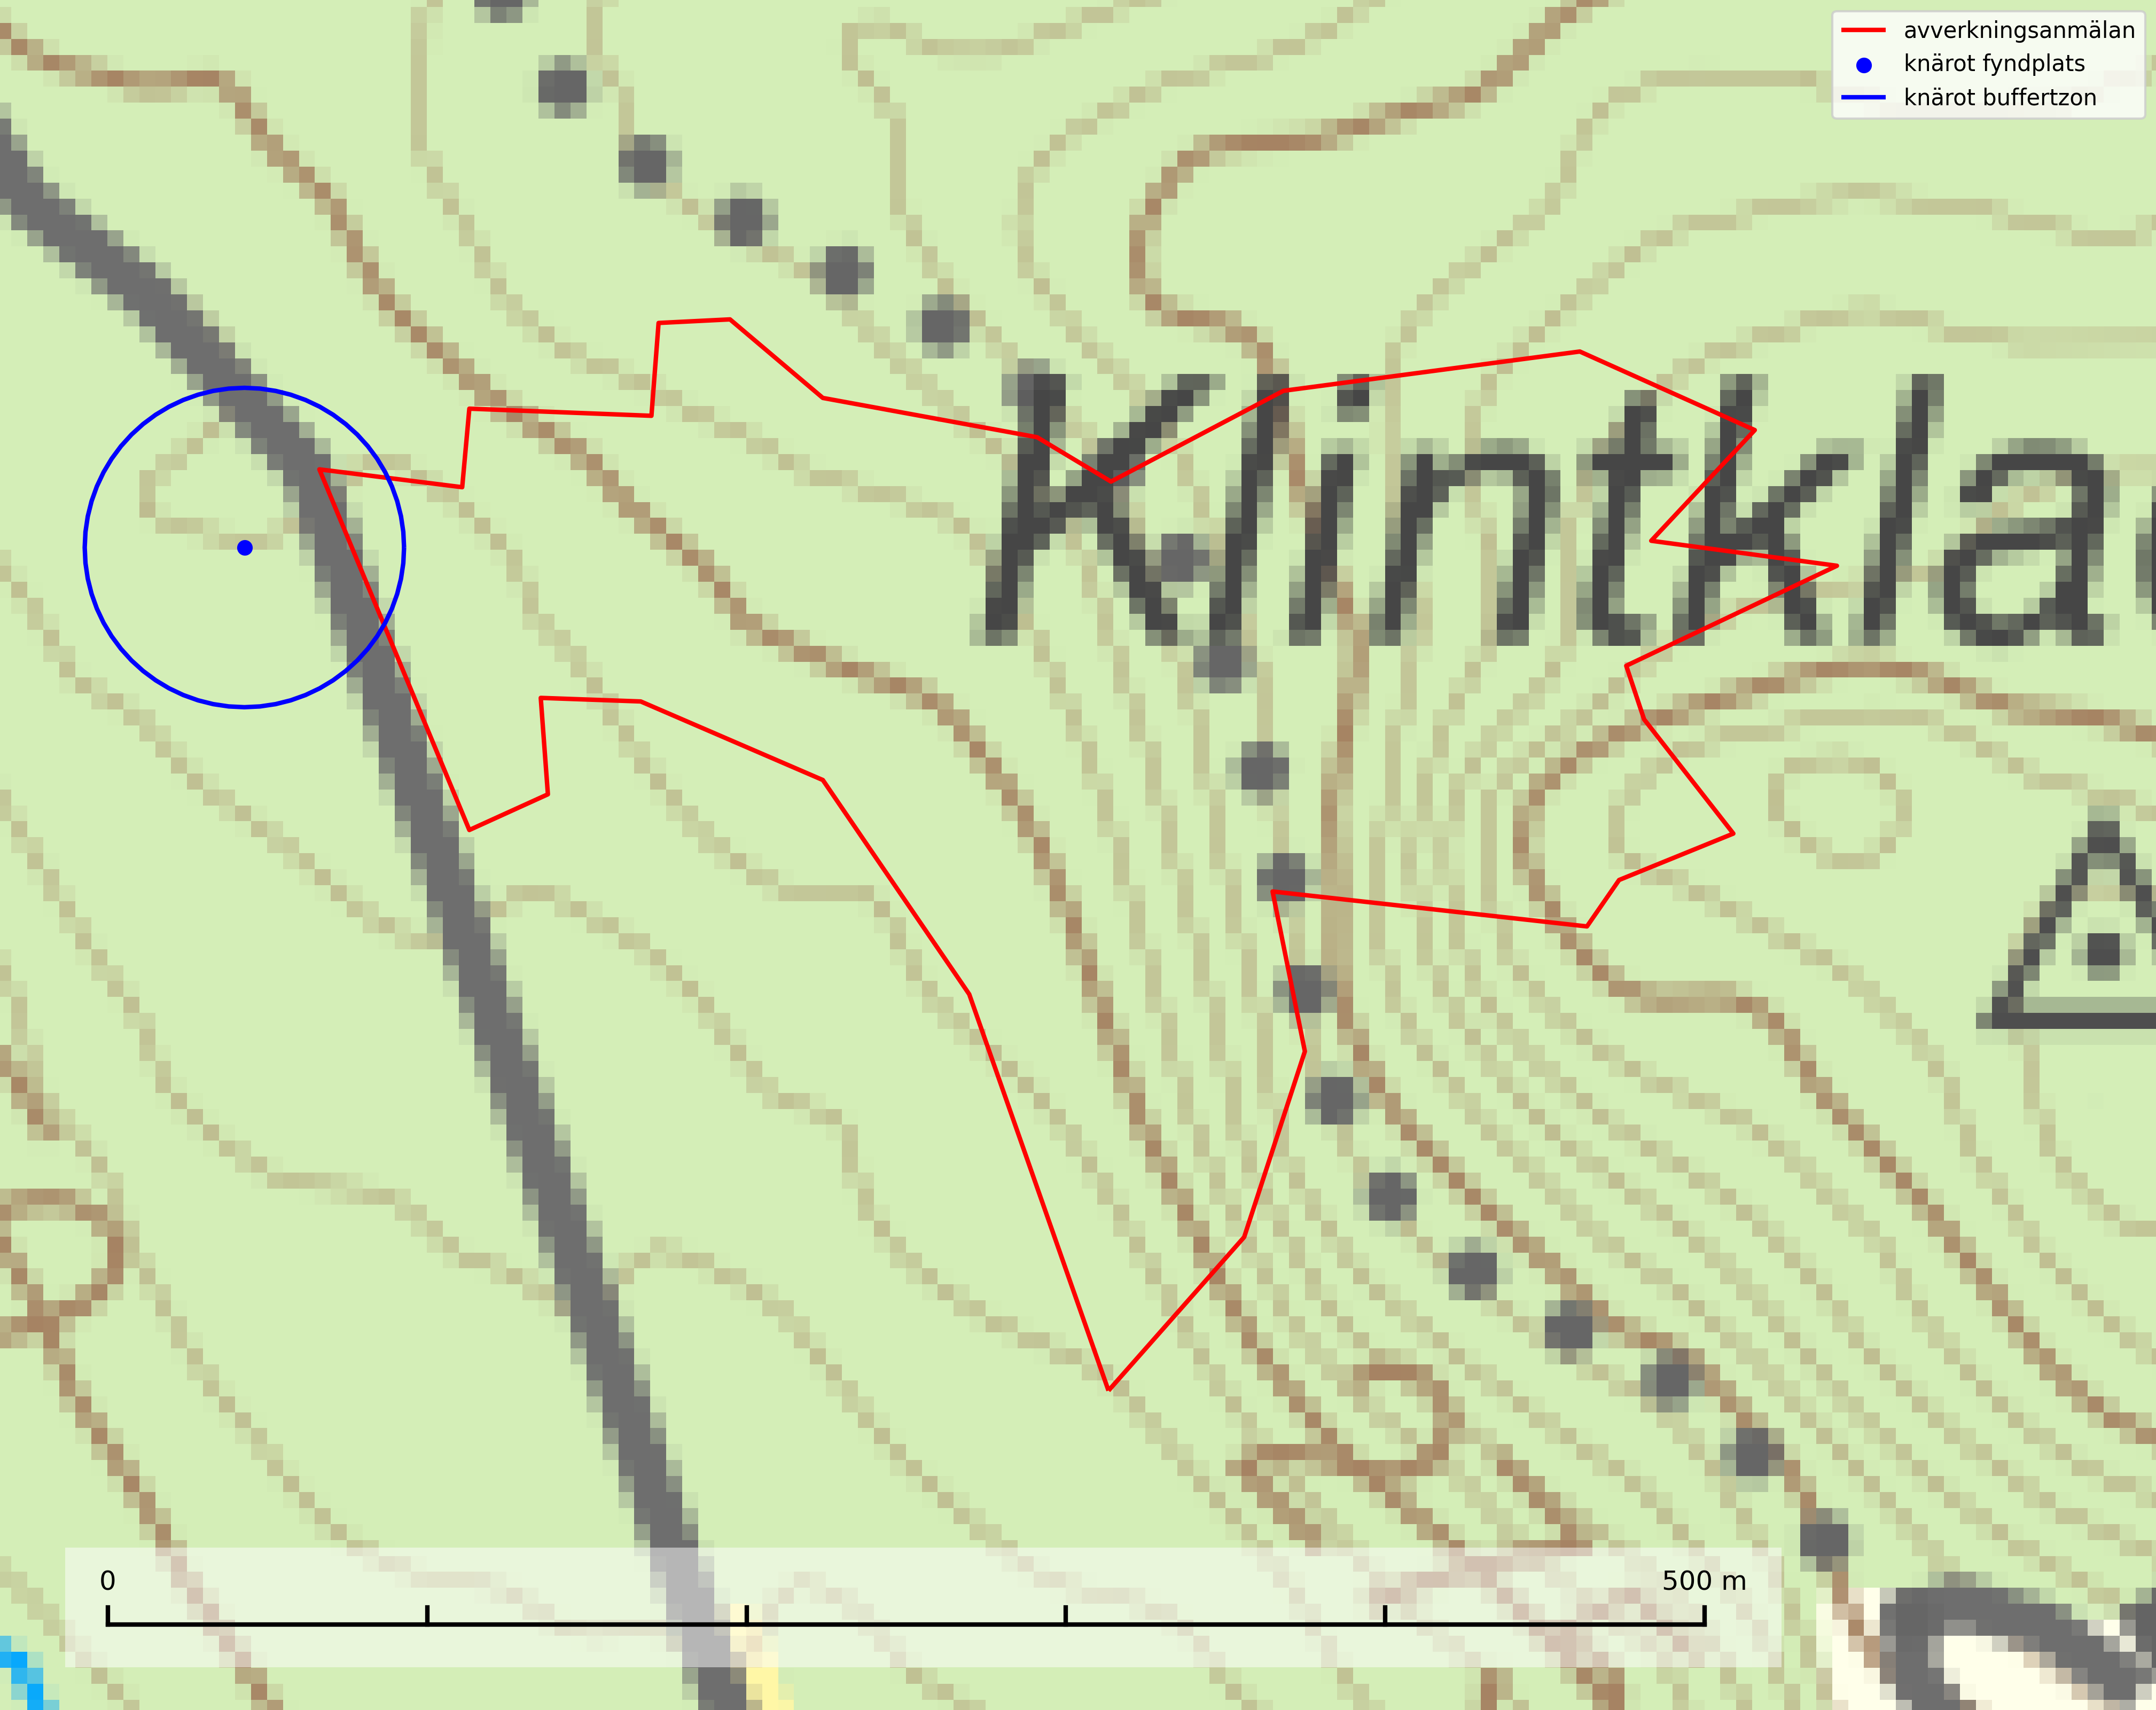 avverkningsanmälan
knärot fyndplats
knärot buffertzon
Klintkla
0 500 m